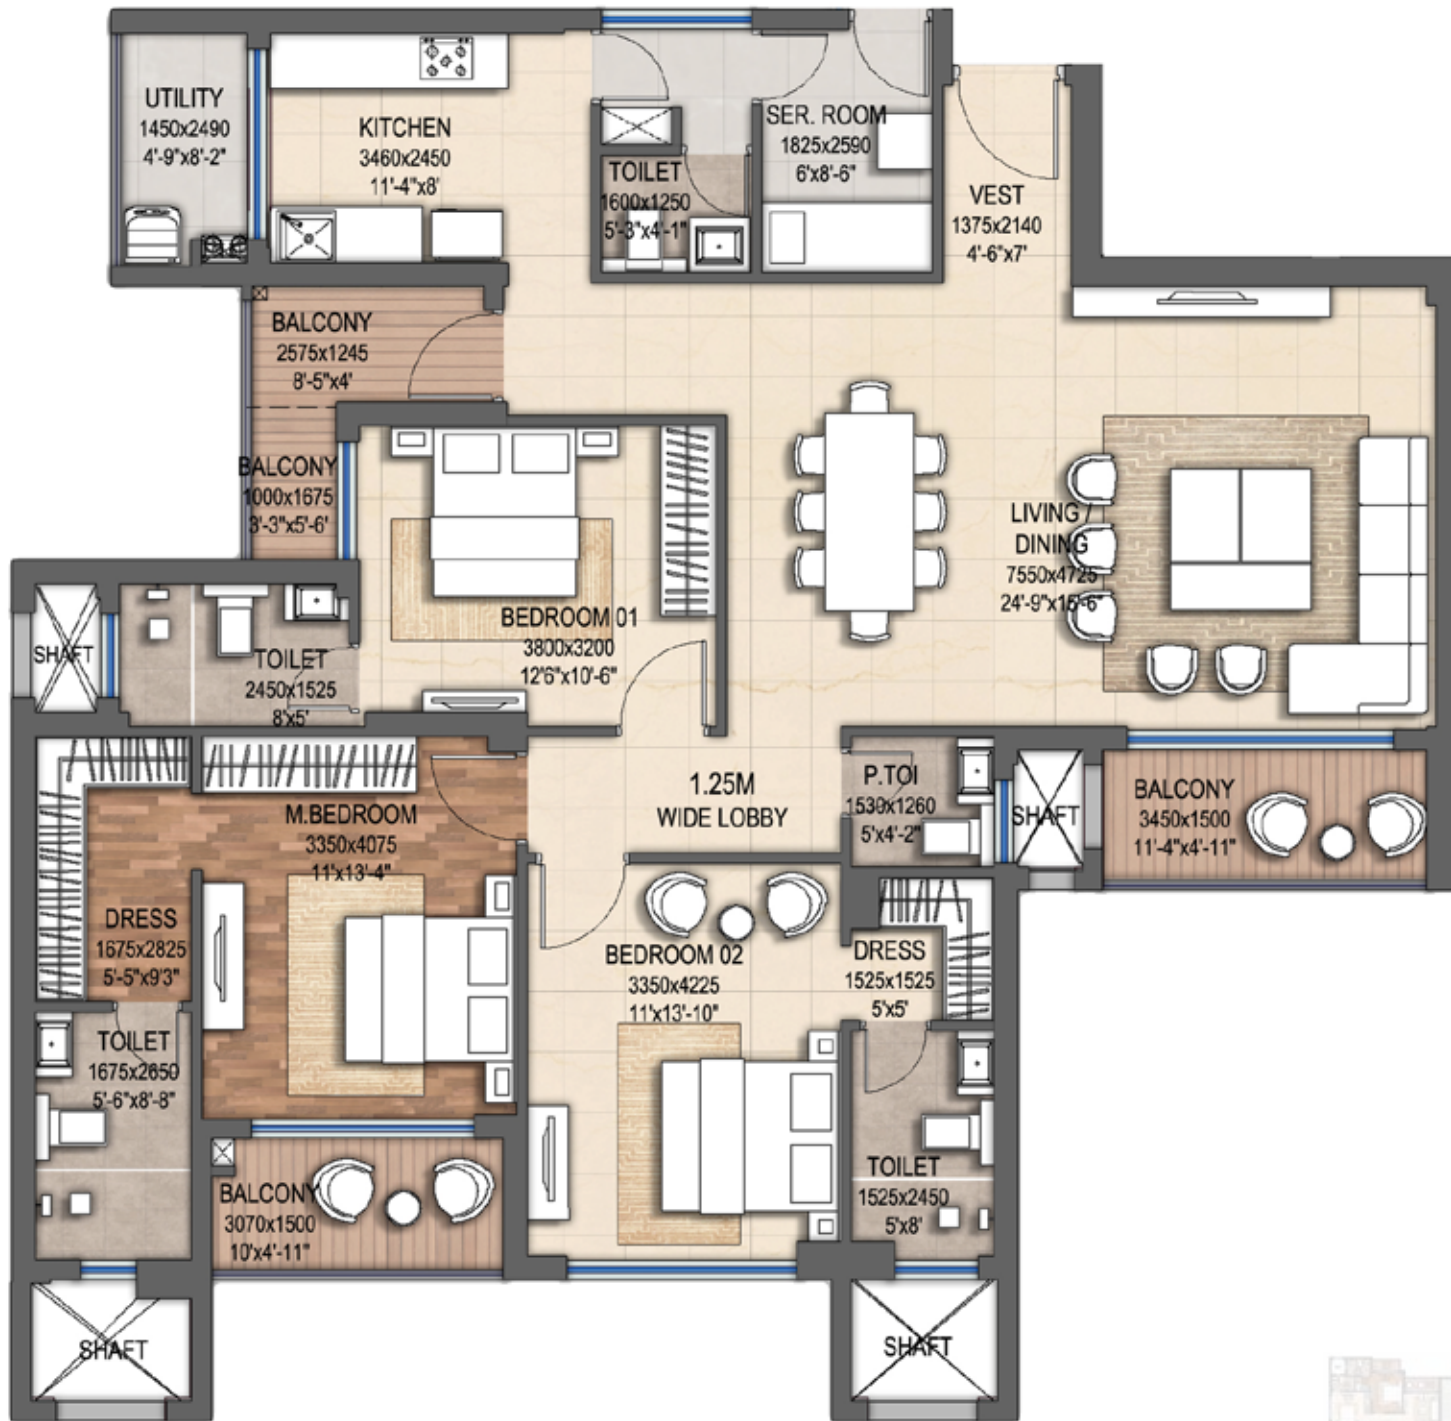 UTILITY
1450x2490
4'-9"x8'-2"
KITCHEN
3460x2450
11'-4"x8'
TOILET
1600x1250
5'-3"x4'-1"
SER. ROOM
1825x2590
6'x8'-6"
VEST
1375x2140
4'-6"x7'
BALCONY
2575x1245
8'-5"x4'
BALCONY
1000x1675
3'-3"x5'-6'
LIVING /
DINING
7550x4725
24'-9"x15'-6"
BEDROOM 01
3800x3200
12'6"x10'-6"
SHAFT
TOILET
2450x1525
8'x5'
M.BEDROOM
3350x4075
11'x13'-4"
1.25M
WIDE LOBBY
P.TOI
1530x1260
5'x4'-2"
SHAFT
BALCONY
3450x1500
11'-4"x4'-11"
DRESS
1675x2825
5'-5"x9'3"
BEDROOM 02
3350x4225
11'x13'-10"
DRESS
1525x1525
5'x5'
TOILET
1675x2650
5'-6"x8'-8"
BALCONY
3070x1500
10'x4'-11"
TOILET
1525x2450
5'x8'
SHAFT
SHAFT